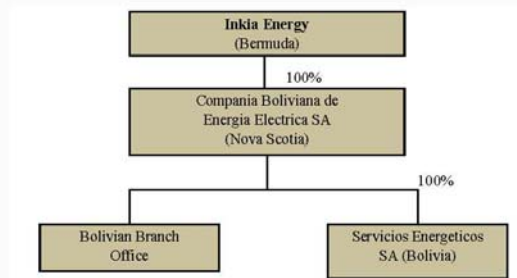 Inkia Energy
(Bermuda)
100%
Compania Boliviana de
Energia Electrica SA
(Nova Scotia)
100%
Bolivian Branch
Office
Servicios Energeticos
SA (Bolivia)